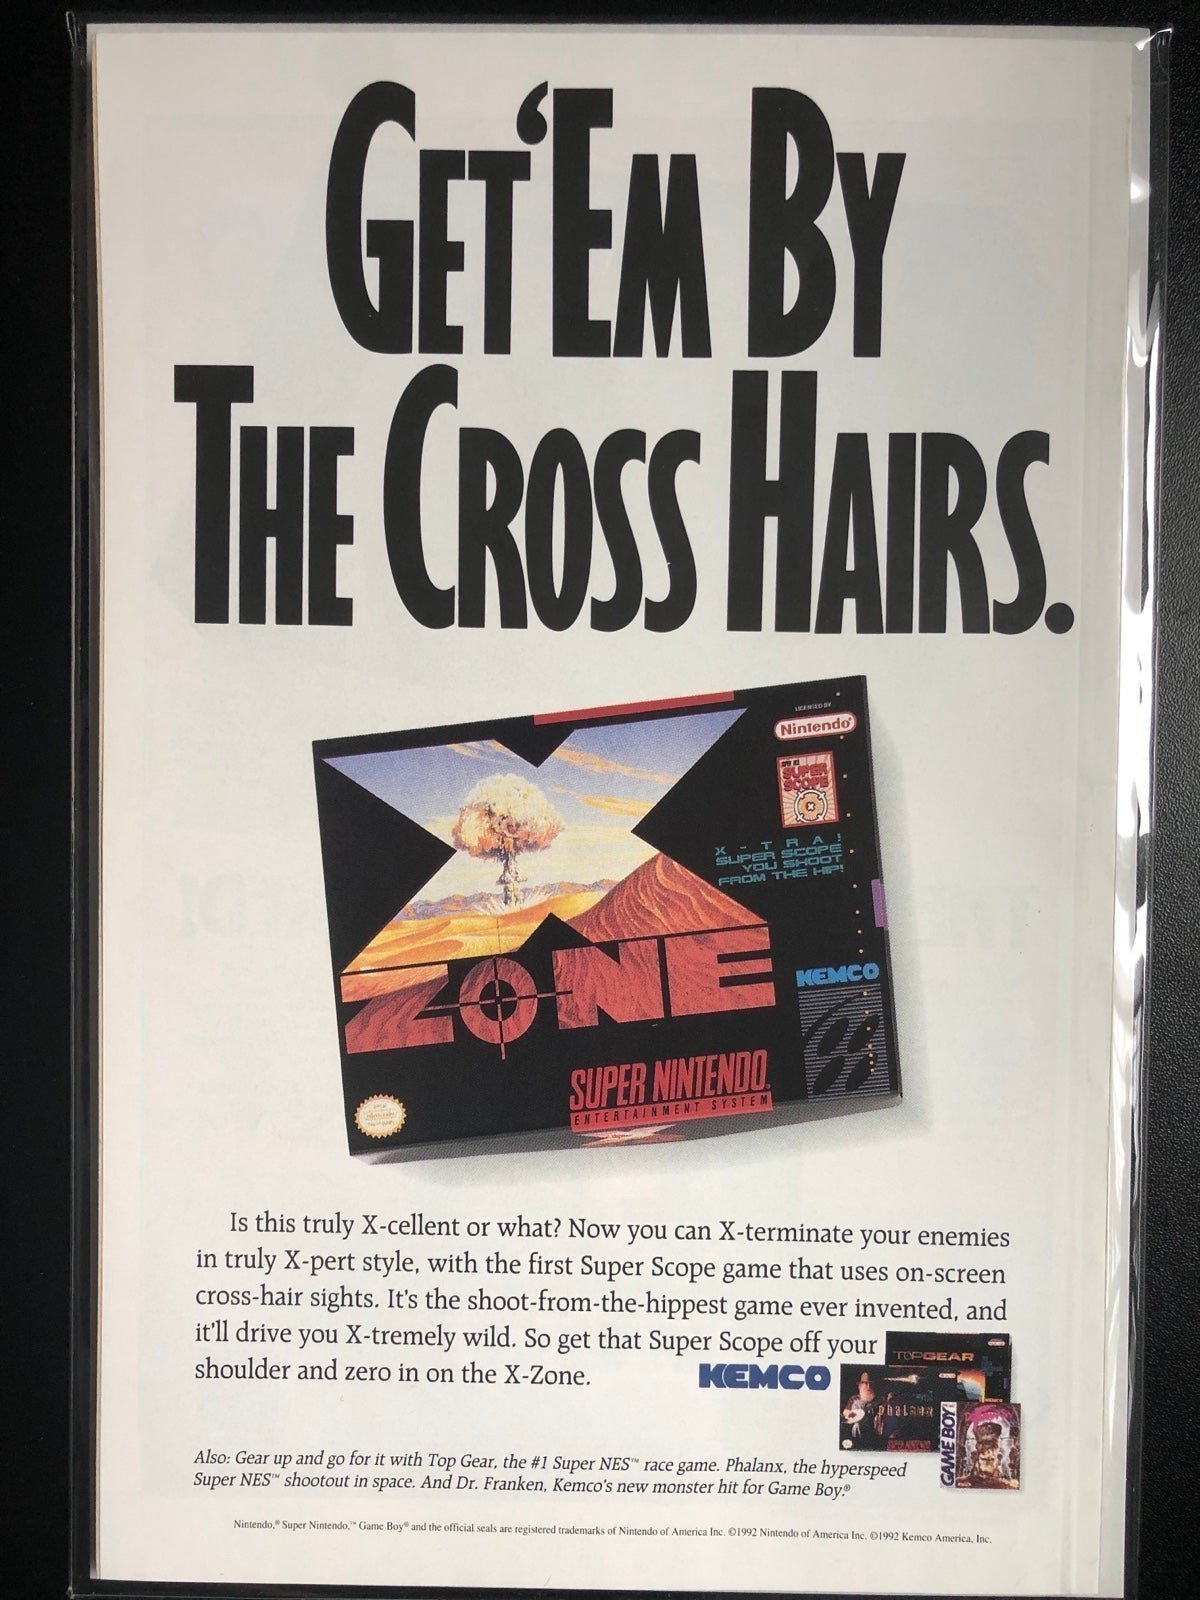 GET 'EM BY
THE CROSS HAIRS.
LICENSED BY
Nintendo®
SUPER
SCOPE
X-TRA!
SUPER SCOPE
YOU SHOOT
FROM THE HIP!
X
ZONE
KEMCO
SUPER NINTENDO.
ENTERTAINMENT SYSTEM
Is this truly X-cellent or what? Now you can X-terminate your enemies
in truly X-pert style, with the first Super Scope game that uses on-screen
cross-hair sights. It's the shoot-from-the-hippest game ever invented, and
it'll drive you X-tremely wild. So get that Super Scope off your
shoulder and zero in on the X-Zone.
KEMCO
TOP GEAR
phalanx
SUPER NINTENDO
GAME BOY
Also: Gear up and go for it with Top Gear, the #1 Super NES™ race game. Phalanx, the hyperspeed
Super NES™ shootout in space. And Dr. Franken, Kemco's new monster hit for Game Boy.®
Nintendo,® Super Nintendo,™ Game Boy® and the official seals are registered trademarks of Nintendo of America Inc. ©1992 Nintendo of America Inc. ©1992 Kemco America, Inc.